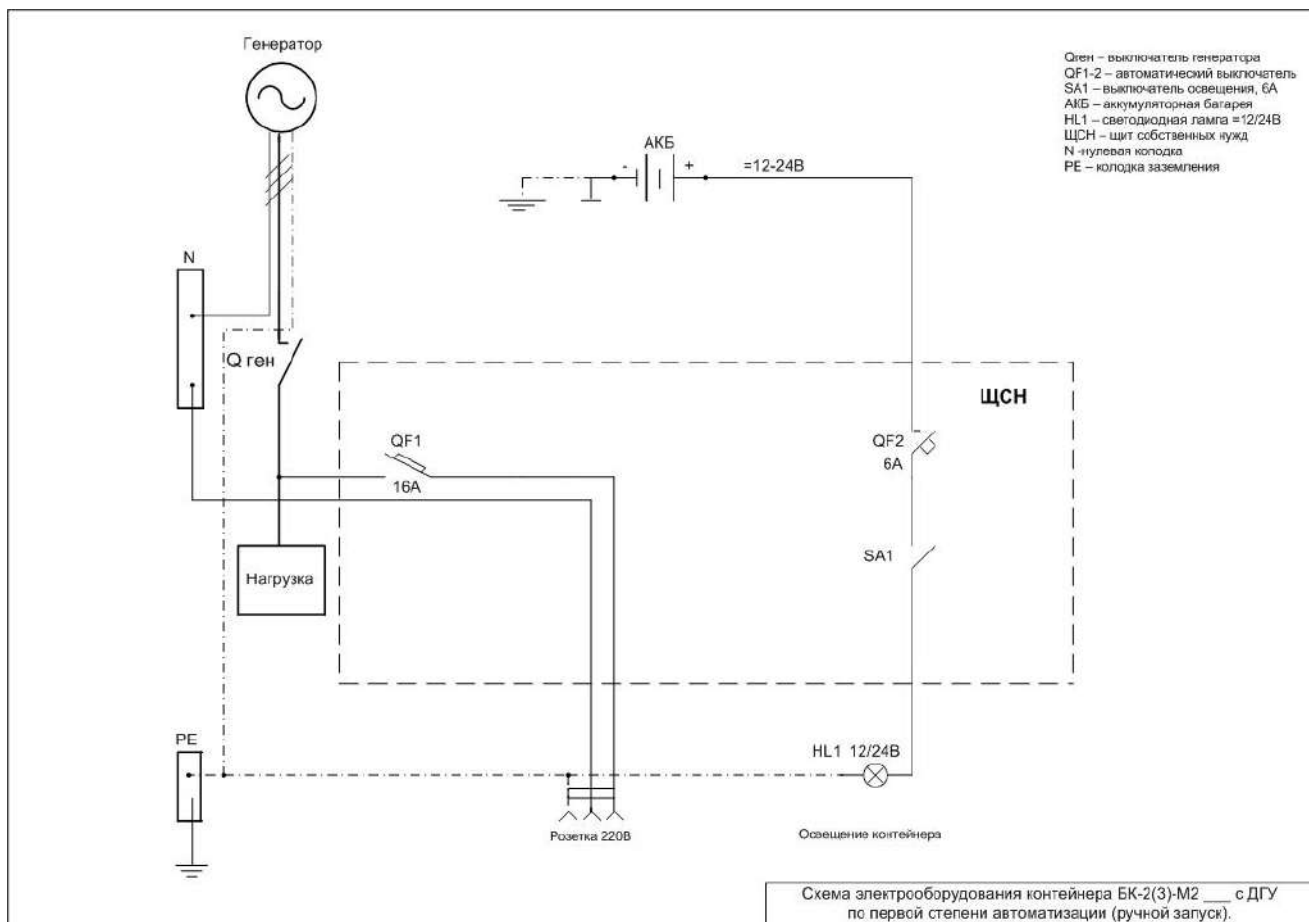 Генератор
Qген – выключатель генератора
QF1-2 – автоматический выключатель
SA1 – выключатель освещения, 6А
АКБ – аккумуляторная батарея
HL1 – светодиодная лампа =12/24В
ЩСН – щит собственных нужд
N -нулевая колодка
PE – колодка заземления
АКБ
- + =12-24В
N
Q ген
ЩСН
QF1
16А
QF2
6А
SA1
Нагрузка
PE
HL1 12/24В
Розетка 220В
Освещение контейнера
Схема электрооборудования контейнера БК-2(3)-М2 ___ с ДГУ
по первой степени автоматизации (ручной запуск).